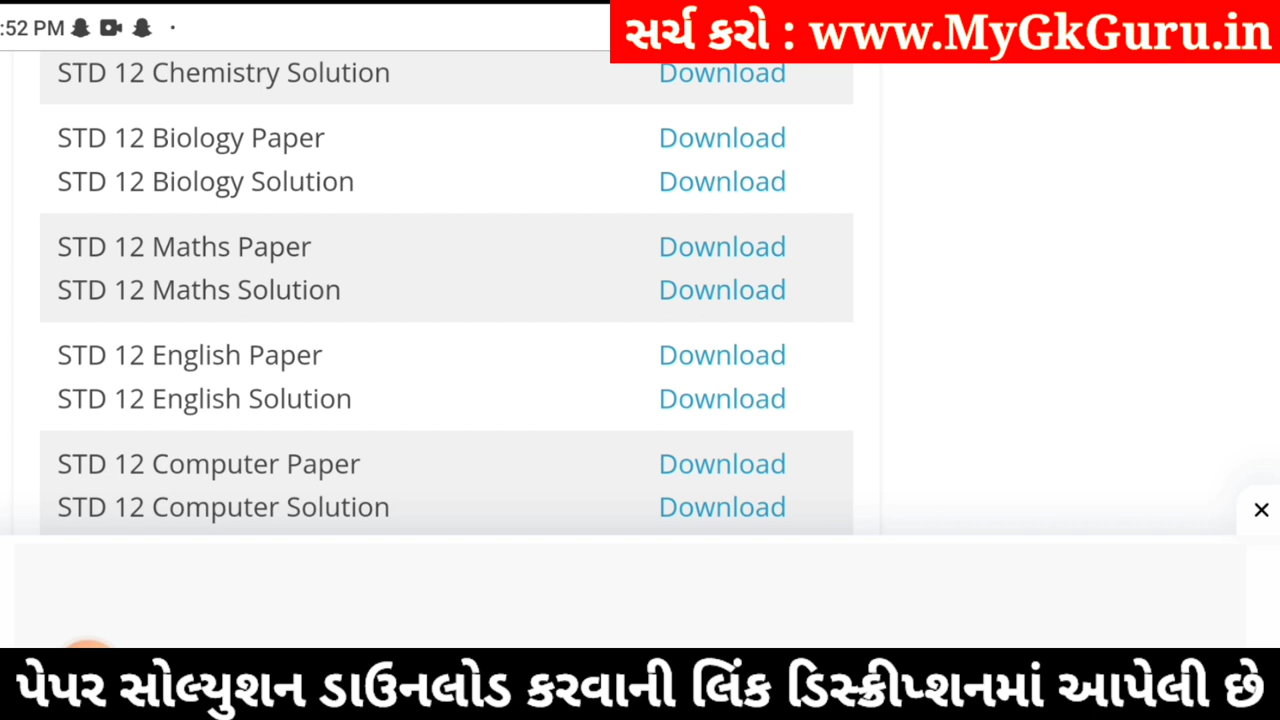 :52 PM
સર્ચ કરો : www.MyGkGuru.in
STD 12 Chemistry Solution Download
STD 12 Biology Paper Download
STD 12 Biology Solution Download
STD 12 Maths Paper Download
STD 12 Maths Solution Download
STD 12 English Paper Download
STD 12 English Solution Download
STD 12 Computer Paper Download
STD 12 Computer Solution Download
પેપર સોલ્યુશન ડાઉનલોડ કરવાની લિંક ડિસ્ક્રીપ્શનમાં આપેલી છે